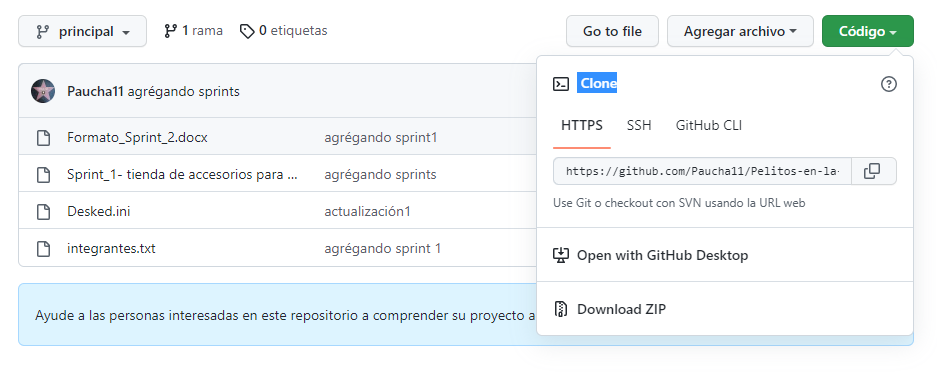 principal
1 rama
0 etiquetas
Go to file
Agregar archivo
Código
Paucha11 agrégando sprints
Formato_Sprint_2.docx agrégando sprint1
Sprint_1- tienda de accesorios para ... agrégando sprints
Desked.ini actualización1
integrantes.txt agrégando sprint 1
Ayude a las personas interesadas en este repositorio a comprender su proyecto a
Clone
HTTPS SSH GitHub CLI
https://github.com/Paucha11/Pelitos-en-la-
Use Git o checkout con SVN usando la URL web
Open with GitHub Desktop
Download ZIP